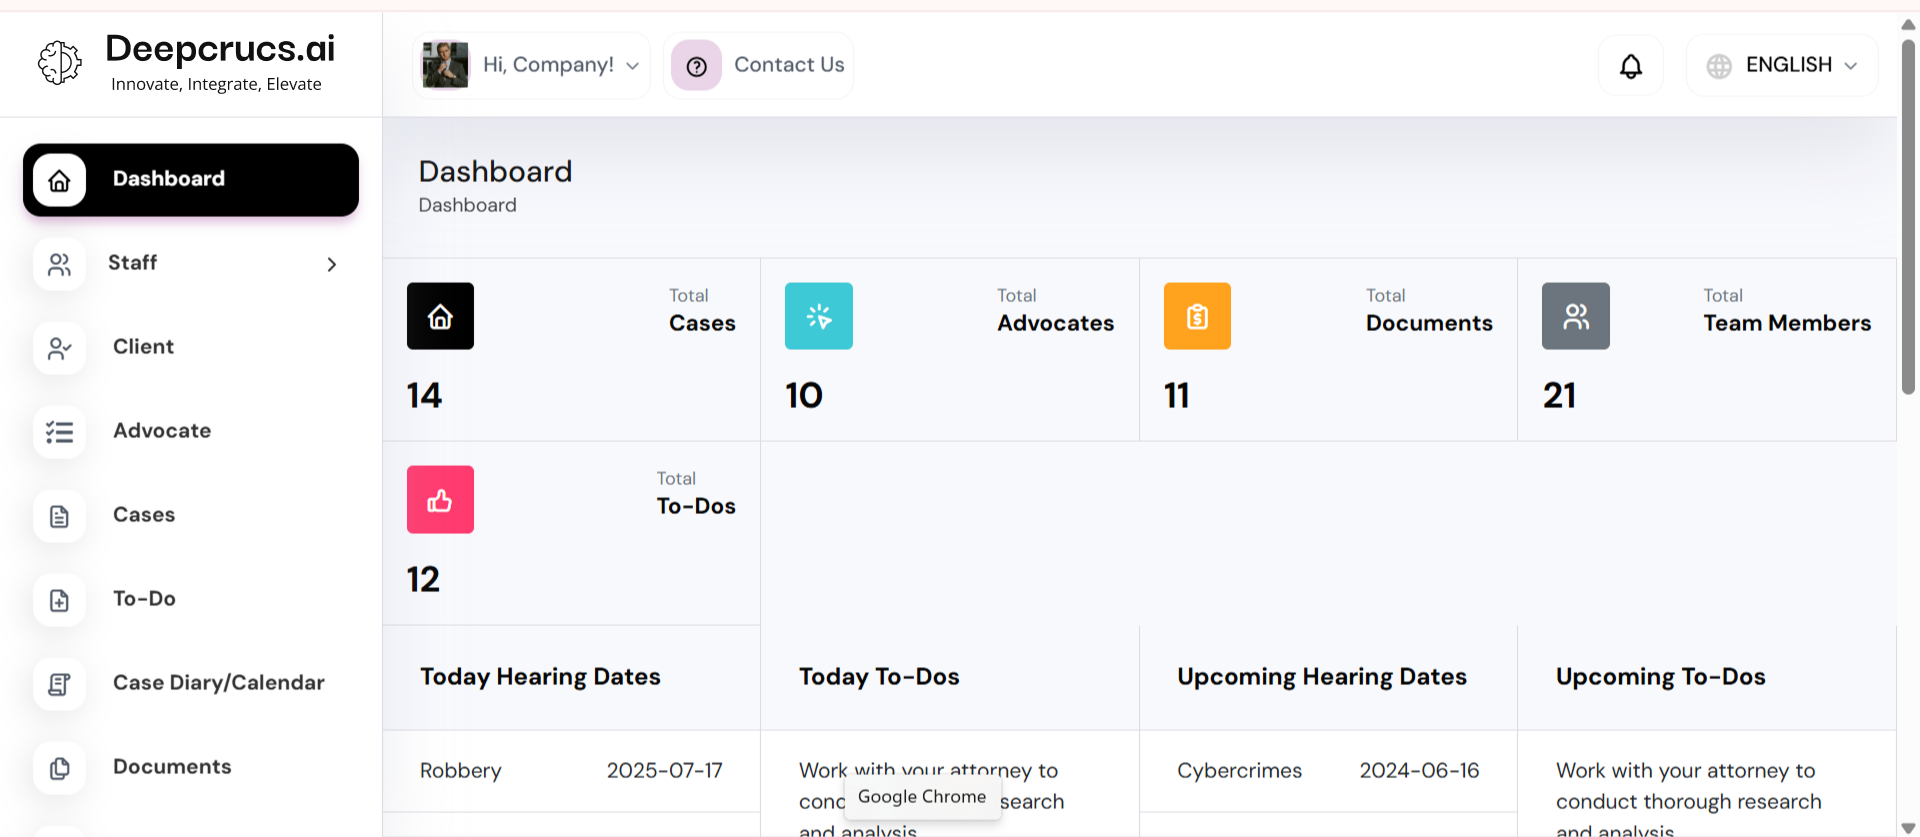 Deepcrucs.ai
Innovate, Integrate, Elevate
Hi, Company!
Contact Us
ENGLISH
Dashboard
Staff
Client
Advocate
Cases
To-Do
Case Diary/Calendar
Documents
Dashboard
Dashboard
Total
Cases
14
Total
Advocates
10
Total
Documents
11
Total
Team Members
21
Total
To-Dos
12
Today Hearing Dates
Robbery 2025-07-17
Today To-Dos
Work with your attorney to
conc search
and analysis
Google Chrome
Upcoming Hearing Dates
Cybercrimes 2024-06-16
Upcoming To-Dos
Work with your attorney to
conduct thorough research
and analysis